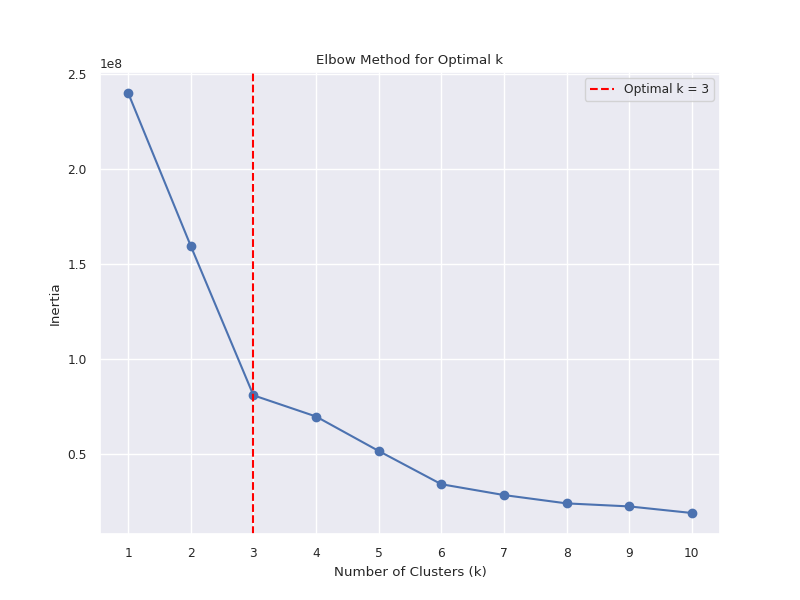 Elbow Method for Optimal k
1e8
Optimal k = 3
2.5
2.0
1.5
1.0
0.5
Inertia
1 2 3 4 5 6 7 8 9 10
Number of Clusters (k)